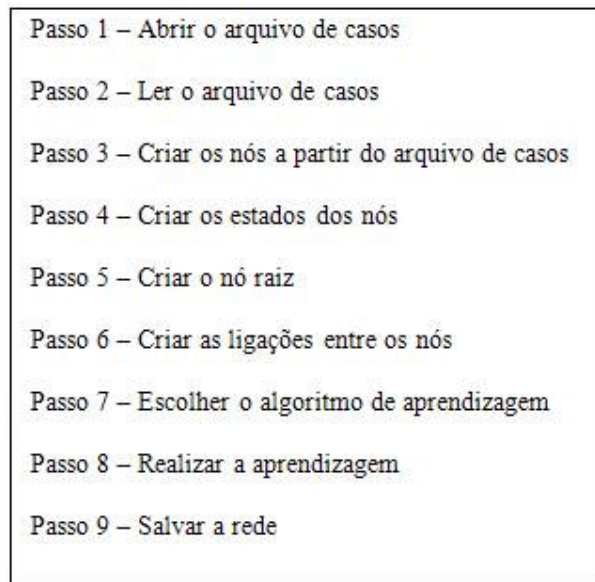 Passo 1 – Abrir o arquivo de casos
Passo 2 – Ler o arquivo de casos
Passo 3 – Criar os nós a partir do arquivo de casos
Passo 4 – Criar os estados dos nós
Passo 5 – Criar o nó raiz
Passo 6 – Criar as ligações entre os nós
Passo 7 – Escolher o algoritmo de aprendizagem
Passo 8 – Realizar a aprendizagem
Passo 9 – Salvar a rede